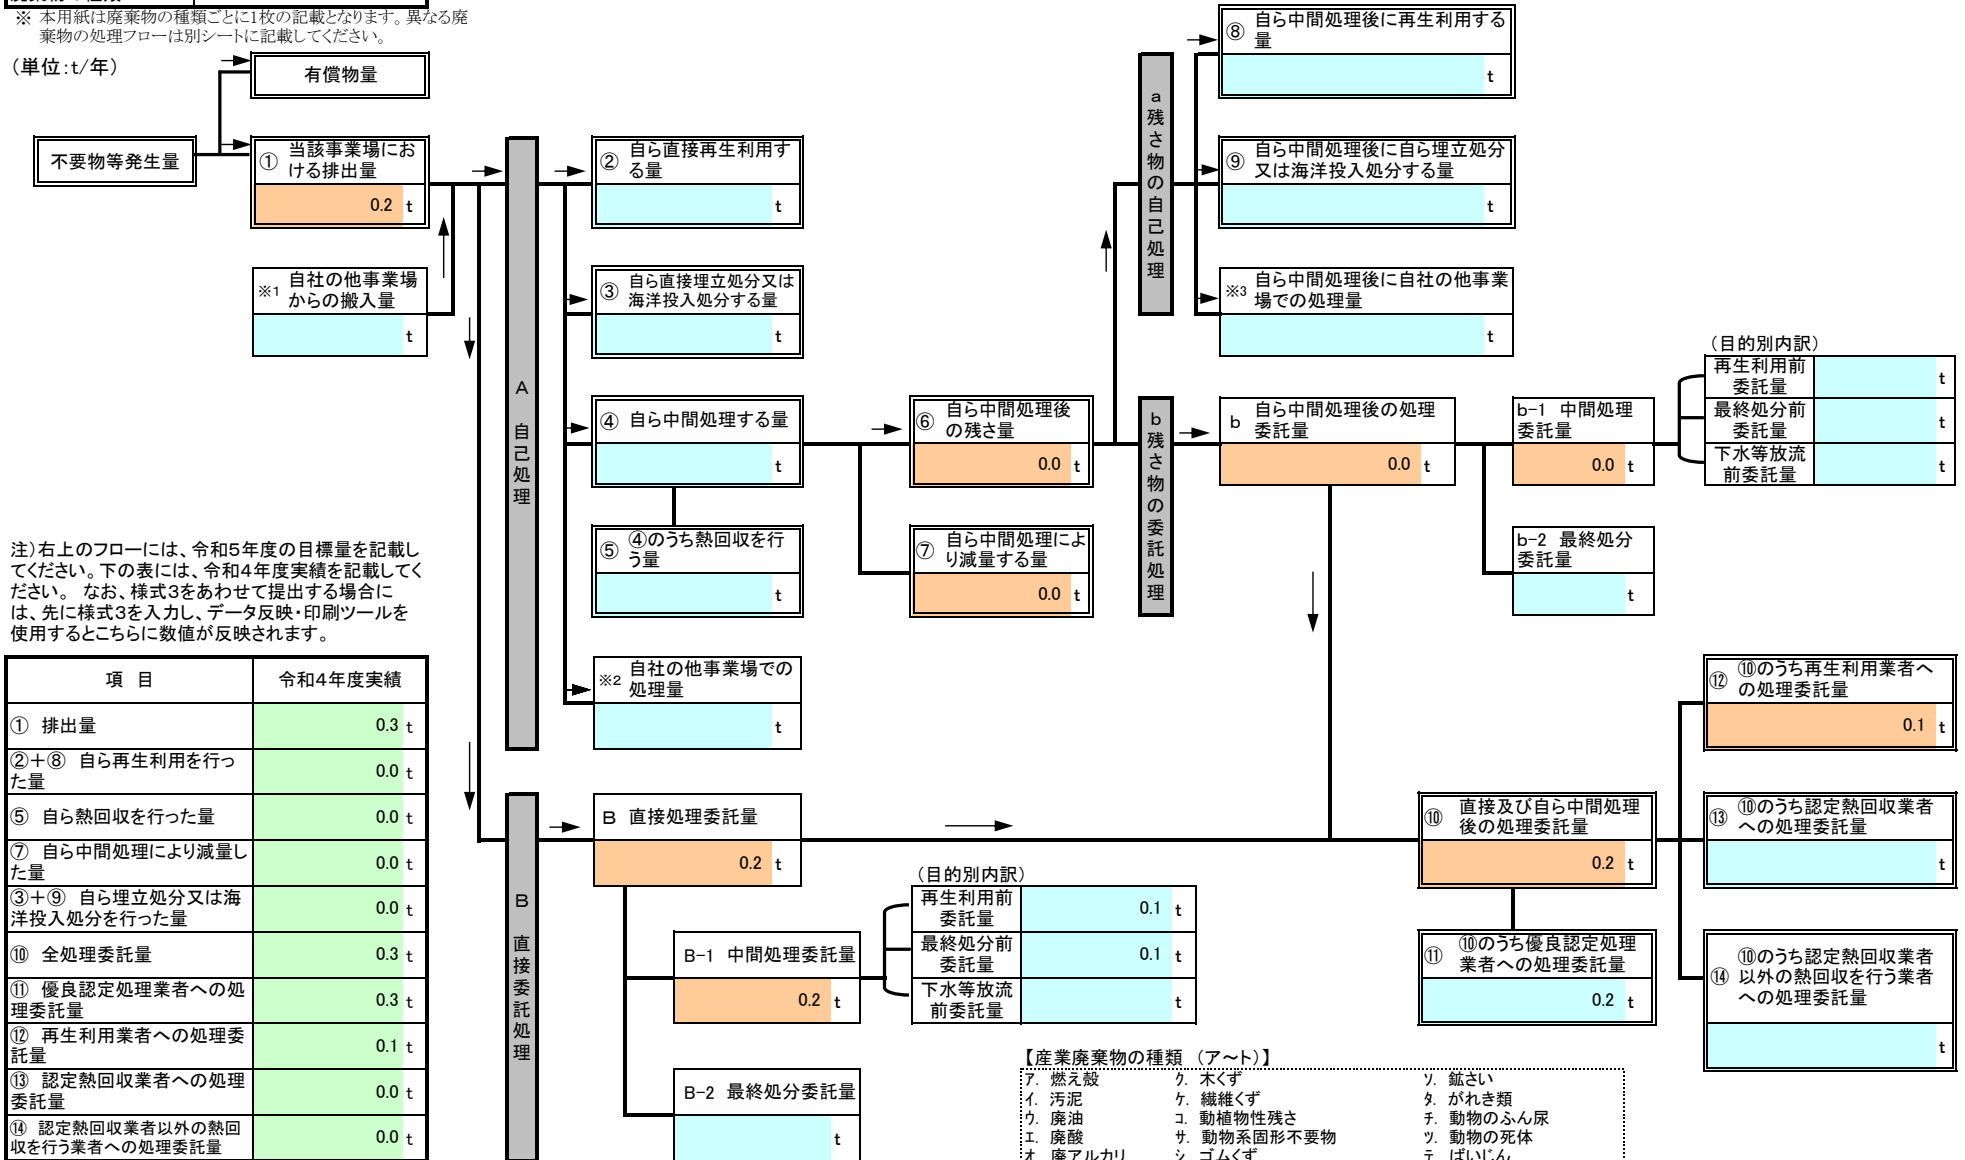 ※ 本用紙は廃棄物の種類ごとに1枚の記載となります。異なる廃
棄物の処理フローは別シートに記載してください。
(単位:t/年)
有償物量
不要物等発生量
① 当該事業場にお
ける排出量
0.2 t
※1 自社の他事業場
からの搬入量
t
A 自己処理
② 自ら直接再生利用す
る量
t
③ 自ら直接埋立処分又は
海洋投入処分する量
t
④ 自ら中間処理する量
t
⑤ ④のうち熱回収を行
う量
t
※2 自社の他事業場での
処理量
t
⑥ 自ら中間処理後
の残さ量
0.0 t
⑦ 自ら中間処理によ
り減量する量
0.0 t
a 残さ物の自己処理
⑧ 自ら中間処理後に再生利用する
量
t
⑨ 自ら中間処理後に自ら埋立処分
又は海洋投入処分する量
t
※3 自ら中間処理後に自社の他事業
場での処理量
t
b 残さ物の委託処理
b 自ら中間処理後の処理
委託量
0.0 t
b-1 中間処理
委託量
0.0 t
b-2 最終処分
委託量
t
(目的別内訳)
再生利用前
委託量
t
最終処分前
委託量
t
下水等放流
前委託量
t
注)右上のフローには、令和5年度の目標量を記載し
てください。下の表には、令和4年度実績を記載してく
ださい。 なお、様式3をあわせて提出する場合に
は、先に様式3を入力し、データ反映・印刷ツールを
使用するとこちらに数値が反映されます。
項 目 令和4年度実績
① 排出量 0.3 t
②+⑧ 自ら再生利用を行っ
た量 0.0 t
⑤ 自ら熱回収を行った量 0.0 t
⑦ 自ら中間処理により減量し
た量 0.0 t
③+⑨ 自ら埋立処分又は海
洋投入処分を行った量 0.0 t
⑩ 全処理委託量 0.3 t
⑪ 優良認定処理業者への処
理委託量 0.3 t
⑫ 再生利用業者への処理委
託量 0.1 t
⑬ 認定熱回収業者への処理
委託量 0.0 t
⑭ 認定熱回収業者以外の熱回
収を行う業者への処理委託量 0.0 t
B 直接委託処理
B 直接処理委託量
0.2 t
B-1 中間処理委託量
0.2 t
B-2 最終処分委託量
t
(目的別内訳)
再生利用前
委託量
0.1 t
最終処分前
委託量
0.1 t
下水等放流
前委託量
t
⑩ 直接及び自ら中間処理
後の処理委託量
0.2 t
⑪ ⑩のうち優良認定処理
業者への処理委託量
0.2 t
⑫ ⑩のうち再生利用業者へ
の処理委託量
0.1 t
⑬ ⑩のうち認定熱回収業者
への処理委託量
t
⑭ ⑩のうち認定熱回収業者
以外の熱回収を行う業者
への処理委託量
t
【産業廃棄物の種類 (ア~ト)】
ア. 燃え殻 ク. 木くず ソ. 鉱さい
イ. 汚泥 ケ. 繊維くず タ. がれき類
ウ. 廃油 コ. 動植物性残さ チ. 動物のふん尿
エ. 廃酸 サ. 動物系固形不要物 ツ. 動物の死体
オ. 廃アルカリ シ. ゴムくず テ. ばいじん